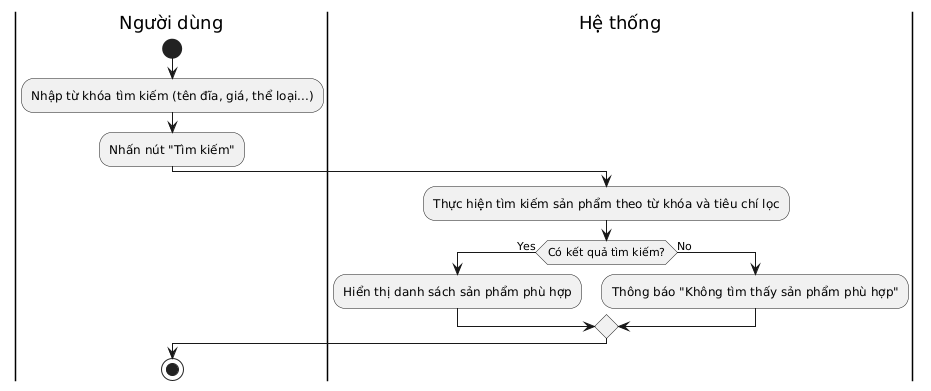 Người dùng
Hệ thống
Nhập từ khóa tìm kiếm (tên đĩa, giá, thể loại...)
Nhấn nút "Tìm kiếm"
Thực hiện tìm kiếm sản phẩm theo từ khóa và tiêu chí lọc
Có kết quả tìm kiếm?
Yes
No
Hiển thị danh sách sản phẩm phù hợp
Thông báo "Không tìm thấy sản phẩm phù hợp"